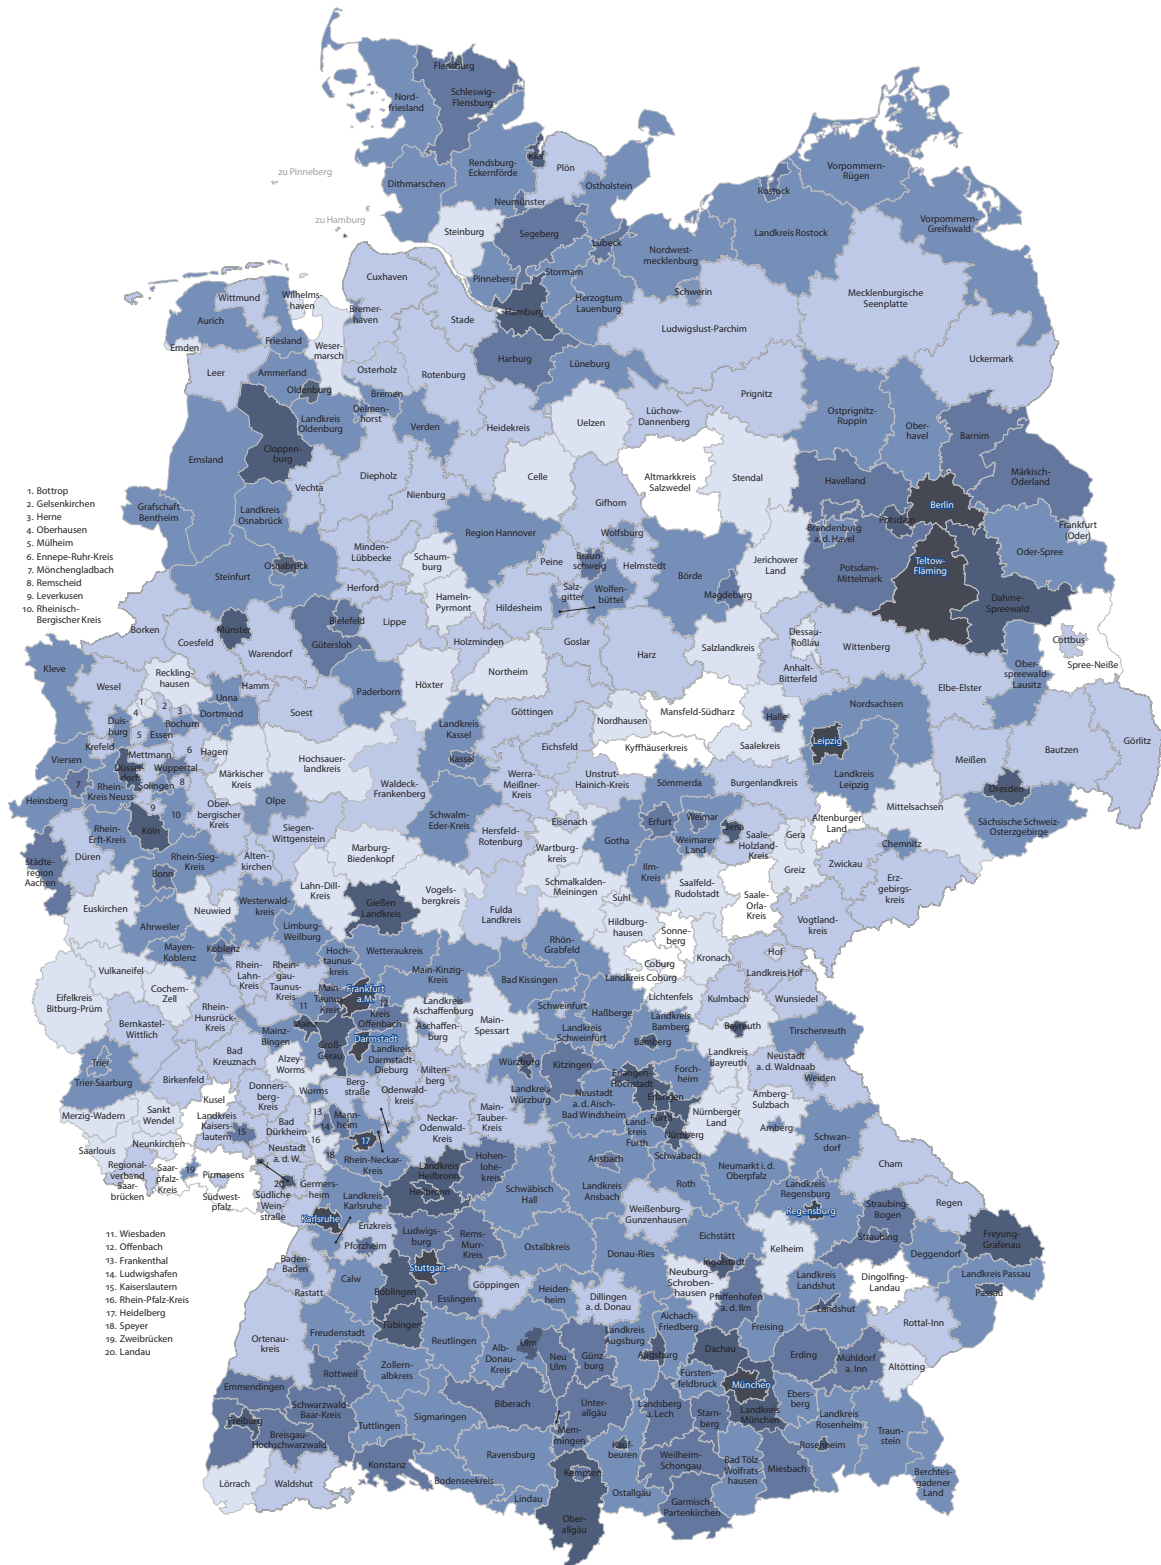 Flensburg
Schleswig-
Flensburg
Nord-
friesland
Kiel
Plön
Rendsburg-
Eckernförde
Ostholstein
Dithmarschen
Neumünster
zu Pinneberg
zu Hamburg
Steinburg
Segeberg
Lübeck
Stormarn
Pinneberg
Herzogtum
Lauenburg
Hamburg
Rostock
Vorpommern-
Rügen
Landkreis Rostock
Vorpommern-
Greifswald
Nordwest-
mecklenburg
Schwerin
Mecklenburgische
Seenplatte
Ludwigslust-Parchim
Uckermark
Prignitz
Cuxhaven
Wittmund
Wilhelms-
haven
Bremer-
haven
Aurich
Stade
Emden
Friesland
Weser-
marsch
Leer
Ammerland
Osterholz
Rotenburg
Harburg
Lüneburg
Oldenburg
Bremen
Delmen-
horst
Landkreis
Oldenburg
Verden
Heidekreis
Uelzen
Lüchow-
Dannenberg
Ostprignitz-
Ruppin
Ober-
havel
Barnim
Cloppen-
burg
Emsland
Diepholz
Celle
Altmarkkreis
Salzwedel
Stendal
Havelland
Märkisch-
Oderland
Vechta
Nienburg
Gifhorn
Berlin
Potsdam
Brandenburg
a. d. Havel
Frankfurt
(Oder)
Oder-Spree
1. Bottrop
2. Gelsenkirchen
3. Herne
4. Oberhausen
5. Mülheim
6. Ennepe-Ruhr-Kreis
7. Mönchengladbach
8. Remscheid
9. Leverkusen
10. Rheinisch-
Bergischer Kreis
Grafschaft
Bentheim
Landkreis
Osnabrück
Region Hannover
Wolfsburg
Minden-
Lübbecke
Schaum-
burg
Peine
Braun-
schweig
Helmstedt
Börde
Jerichower
Land
Potsdam-
Mittelmark
Teltow-
Fläming
Dahme-
Spreewald
Osnabrück
Steinfurt
Herford
Hameln-
Pyrmont
Hildesheim
Salz-
gitter
Wolfen-
büttel
Magdeburg
Borken
Coesfeld
Münster
Warendorf
Bielefeld
Gütersloh
Lippe
Holzminden
Goslar
Harz
Salzlandkreis
Dessau-
Roßlau
Anhalt-
Bitterfeld
Wittenberg
Cottbus
Spree-Neiße
Ober-
spreewald-
Lausitz
Elbe-Elster
Kleve
Wesel
Reckling-
hausen
Hamm
Unna
Paderborn
Höxter
Northeim
1
2
3
4
5
Duis-
burg
Bochum
Dortmund
Essen
Soest
Landkreis
Kassel
Göttingen
Nordhausen
Mansfeld-Südharz
Halle
Nordsachsen
Krefeld
Mettmann
6
Hagen
Viersen
Düssel-
dorf
Wuppertal
8
Märkischer
Kreis
Hochsauer-
landkreis
Kassel
Eichsfeld
Kyffhäuserkreis
Saalekreis
Leipzig
Meißen
Bautzen
Görlitz
7
Rhein-
Kreis Neuss
Solingen
Heinsberg
9
10
Ober-
bergischer
Kreis
Olpe
Waldeck-
Frankenberg
Werra-
Meißner-
Kreis
Unstrut-
Hainich-Kreis
Sömmerda
Burgenlandkreis
Landkreis
Leipzig
Mittelsachsen
Dresden
Rhein-
Erft-Kreis
Köln
Siegen-
Wittgenstein
Schwalm-
Eder-Kreis
Hersfeld-
Rotenburg
Eisenach
Gotha
Erfurt
Weimar
Weimarer
Land
Jena
Saale-
Holzland-
Kreis
Gera
Altenburger
Land
Chemnitz
Sächsische Schweiz-
Osterzgebirge
Städte-
region
Aachen
Düren
Bonn
Rhein-Sieg-
Kreis
Alten-
kirchen
Marburg-
Biedenkopf
Wartburg-
kreis
Ilm-
Kreis
Greiz
Zwickau
Erz-
gebirgs-
kreis
Euskirchen
Neuwied
Westerwald-
kreis
Lahn-Dill-
Kreis
Gießen
Landkreis
Vogels-
bergkreis
Fulda
Landkreis
Schmalkalden-
Meiningen
Suhl
Saalfeld-
Rudolstadt
Saale-
Orla-
Kreis
Vogtland-
kreis
Ahrweiler
Limburg-
Weilburg
Hildburg-
hausen
Sonne-
berg
Mayen-
Koblenz
Koblenz
Hoch-
taunus-
kreis
Wetteraukreis
Rhön-
Grabfeld
Kronach
Hof
Coburg
Landkreis Coburg
Landkreis Hof
Vulkaneifel
Cochem-
Zell
Rhein-
Lahn-
Kreis
Rhein-
gau-
Taunus-
Kreis
Main-
Taunus-
Kreis
Frankfurt
a.M.
Main-Kinzig-
Kreis
Bad Kissingen
Lichtenfels
Kulmbach
Wunsiedel
Eifelkreis
Bitburg-Prüm
Bernkastel-
Wittlich
Rhein-
Hunsrück-
Kreis
11
12
Kreis
Offenbach
Landkreis
Aschaffenburg
Aschaffen-
burg
Main-
Spessart
Schweinfurt
Haßberge
Landkreis
Schweinfurt
Landkreis
Bamberg
Bamberg
Bayreuth
Tirschenreuth
Mainz
Mainz-
Bingen
Groß
Gerau
Darmstadt
Landkreis
Darmstadt-
Dieburg
Trier
Trier-Saarburg
Birkenfeld
Bad
Kreuznach
Alzey-
Worms
Milten-
berg
Würzburg
Kitzingen
Landkreis
Würzburg
Erlangen-
Höchstadt
Forch-
heim
Landkreis
Bayreuth
Neustadt
a. d. Waldnaab
Weiden
Kusel
Donners-
berg-
Kreis
Worms
Berg-
straße
Odenwald-
kreis
Neustadt
a. d. Aisch-
Bad Windsheim
Erlangen
Amberg-
Sulzbach
Merzig-Wadern
Sankt
Wendel
Landkreis
Kaisers-
lautern
15
13
14
Mann-
heim
17
Neckar-
Odenwald-
Kreis
Main-
Tauber-
Kreis
Land-
kreis
Fürth
Fürth
Nürnberg
Nürnberger
Land
Amberg
Schwan-
dorf
Saarlouis
Neunkirchen
Bad
Dürkheim
16
18
Rhein-Neckar-
Kreis
Schwabach
Regional-
verband
Saar-
brücken
Saar-
pfalz-
Kreis
19
Pirmasens
Neustadt
a. d. W.
Südwest-
pfalz
20
Südliche
Wein-
straße
Germers-
heim
Landkreis
Karlsruhe
Landkreis
Heilbronn
Heilbronn
Hohen-
lohe-
kreis
Schwäbisch
Hall
Ansbach
Landkreis
Ansbach
Roth
Neumarkt i. d.
Oberpfalz
Cham
Landkreis
Regensburg
Regensburg
Karlsruhe
Enzkreis
Pforzheim
Ludwigs-
burg
Rems-
Murr-
Kreis
Ostalbkreis
Weißenburg-
Gunzenhausen
Eichstätt
Kelheim
Straubing-
Bogen
Straubing
Regen
Freyung-
Grafenau
11. Wiesbaden
12. Offenbach
13. Frankenthal
14. Ludwigshafen
15. Kaiserslautern
16. Rhein-Pfalz-Kreis
17. Heidelberg
18. Speyer
19. Zweibrücken
20. Landau
Baden-
Baden
Rastatt
Calw
Stuttgart
Böblingen
Esslingen
Göppingen
Heiden-
heim
Donau-Ries
Dillingen
a. d. Donau
Ingolstadt
Neuburg-
Schroben-
hausen
Pfaffenhofen
a. d. Ilm
Landkreis
Landshut
Landshut
Dingolfing-
Landau
Deggendorf
Landkreis Passau
Passau
Rottal-Inn
Ortenau-
kreis
Freudenstadt
Tübingen
Reutlingen
Alb-
Donau-
Kreis
Ulm
Neu
Ulm
Günz-
burg
Landkreis
Augsburg
Augsburg
Aichach-
Friedberg
Freising
Dachau
Erding
Mühldorf
a. Inn
Altötting
Rottweil
Zollern-
albkreis
Fürsten-
feldbruck
München
Emmendingen
Schwarzwald-
Baar-Kreis
Tuttlingen
Sigmaringen
Biberach
Unter-
allgäu
Mem-
mingen
Landsberg
a. Lech
Starn-
berg
Landkreis
München
Ebers-
berg
Landkreis
Rosenheim
Rosenheim
Traun-
stein
Freiburg
Breisgau-
Hochschwarzwald
Konstanz
Ravensburg
Kauf-
beuren
Weilheim-
Schongau
Bad Tölz-
Wolfrats-
hausen
Miesbach
Berchtes-
gadener
Land
Lörrach
Waldshut
Bodenseekreis
Lindau
Kempten
Ober-
allgäu
Ostallgäu
Garmisch-
Partenkirchen